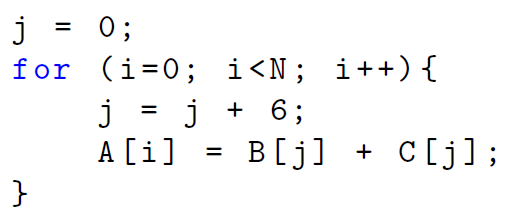 j = 0;
for (i=0; i<N; i++){
    j = j + 6;
    A[i] = B[j] + C[j];
}